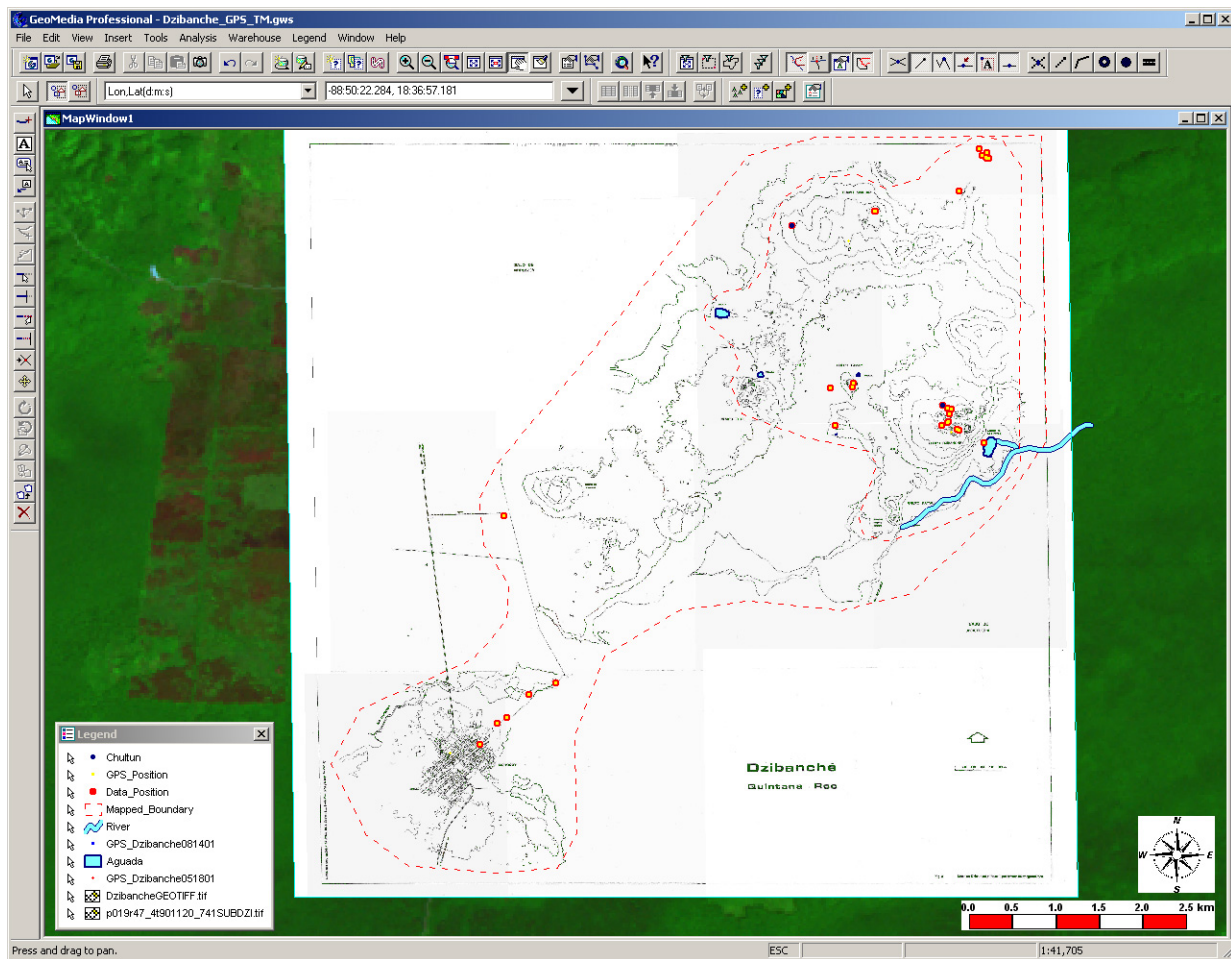 GeoMedia Professional - Dzibanche_GPS_TM.gws
File Edit View Insert Tools Analysis Warehouse Legend Window Help
Lon,Lat(d:m:s) -88:50:22.284, 18:36:57.181
MapWindow1
Legend
Chultun
GPS_Position
Data_Position
Mapped_Boundary
River
GPS_Dzibanche081401
Aguada
GPS_Dzibanche051801
DzibancheGEOTIFF.tif
p019r47_4t901120_741SUBDZI.tif
Dzibanché
Quintana Roo
N
W E
S
0.0 0.5 1.0 1.5 2.0 2.5 km
Press and drag to pan. ESC 1:41,705